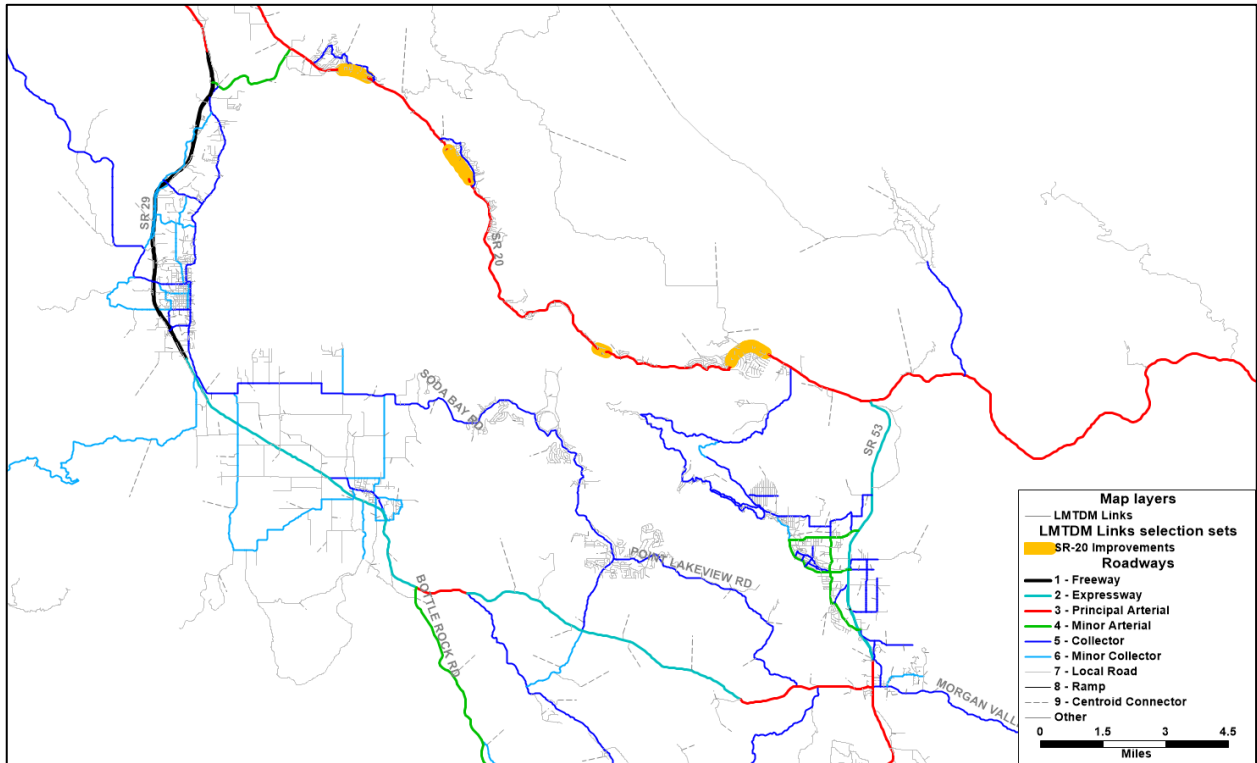 SR 29
SR 20
SODA BAY RD
SR 53
POINT LAKEVIEW RD
BOTTLE ROCK RD
MORGAN VALL
Map layers
LMTDM Links
LMTDM Links selection sets
SR-20 Improvements
Roadways
1 - Freeway
2 - Expressway
3 - Principal Arterial
4 - Minor Arterial
5 - Collector
6 - Minor Collector
7 - Local Road
8 - Ramp
9 - Centroid Connector
Other
0 1.5 3 4.5
Miles